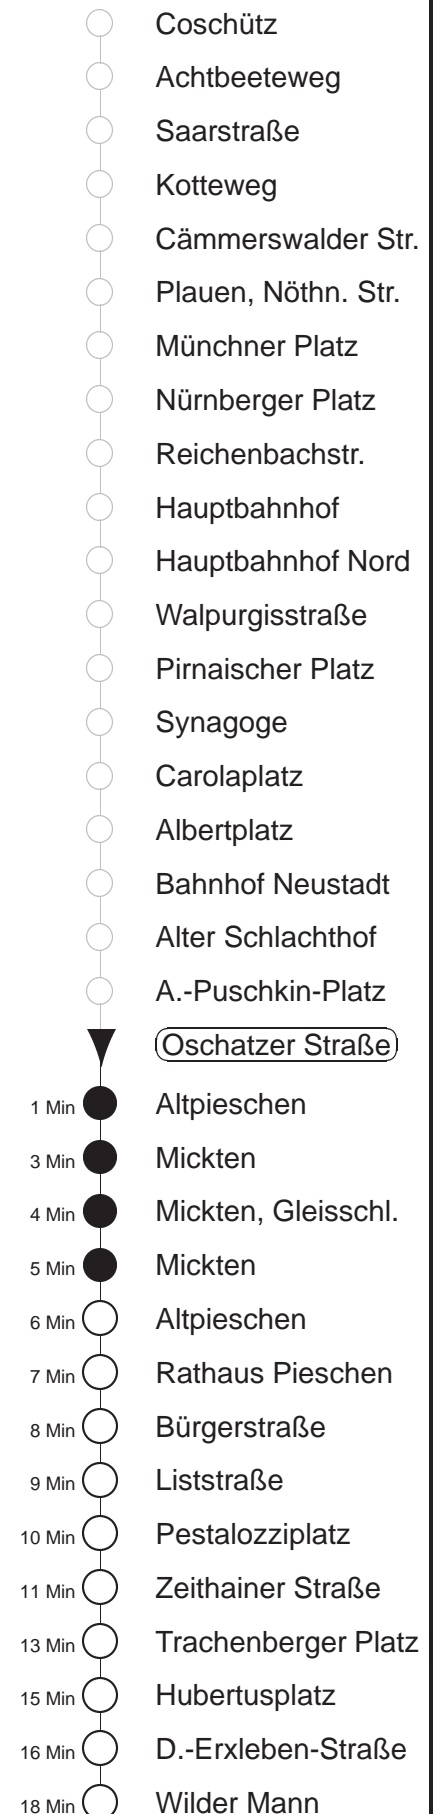 Coschütz
Achtbeeteweg
Saarstraße
Kotteweg
Cämmerswalder Str.
Plauen, Nöthn. Str.
Münchner Platz
Nürnberger Platz
Reichenbachstr.
Hauptbahnhof
Hauptbahnhof Nord
Walpurgisstraße
Pirnaischer Platz
Synagoge
Carolaplatz
Albertplatz
Bahnhof Neustadt
Alter Schlachthof
A.-Puschkin-Platz
Oschatzer Straße
1 Min Altpieschen
3 Min Mickten
4 Min Mickten, Gleisschl.
5 Min Mickten
6 Min Altpieschen
7 Min Rathaus Pieschen
8 Min Bürgerstraße
9 Min Liststraße
10 Min Pestalozziplatz
11 Min Zeithainer Straße
13 Min Trachenberger Platz
15 Min Hubertusplatz
16 Min D.-Erxleben-Straße
18 Min Wilder Mann